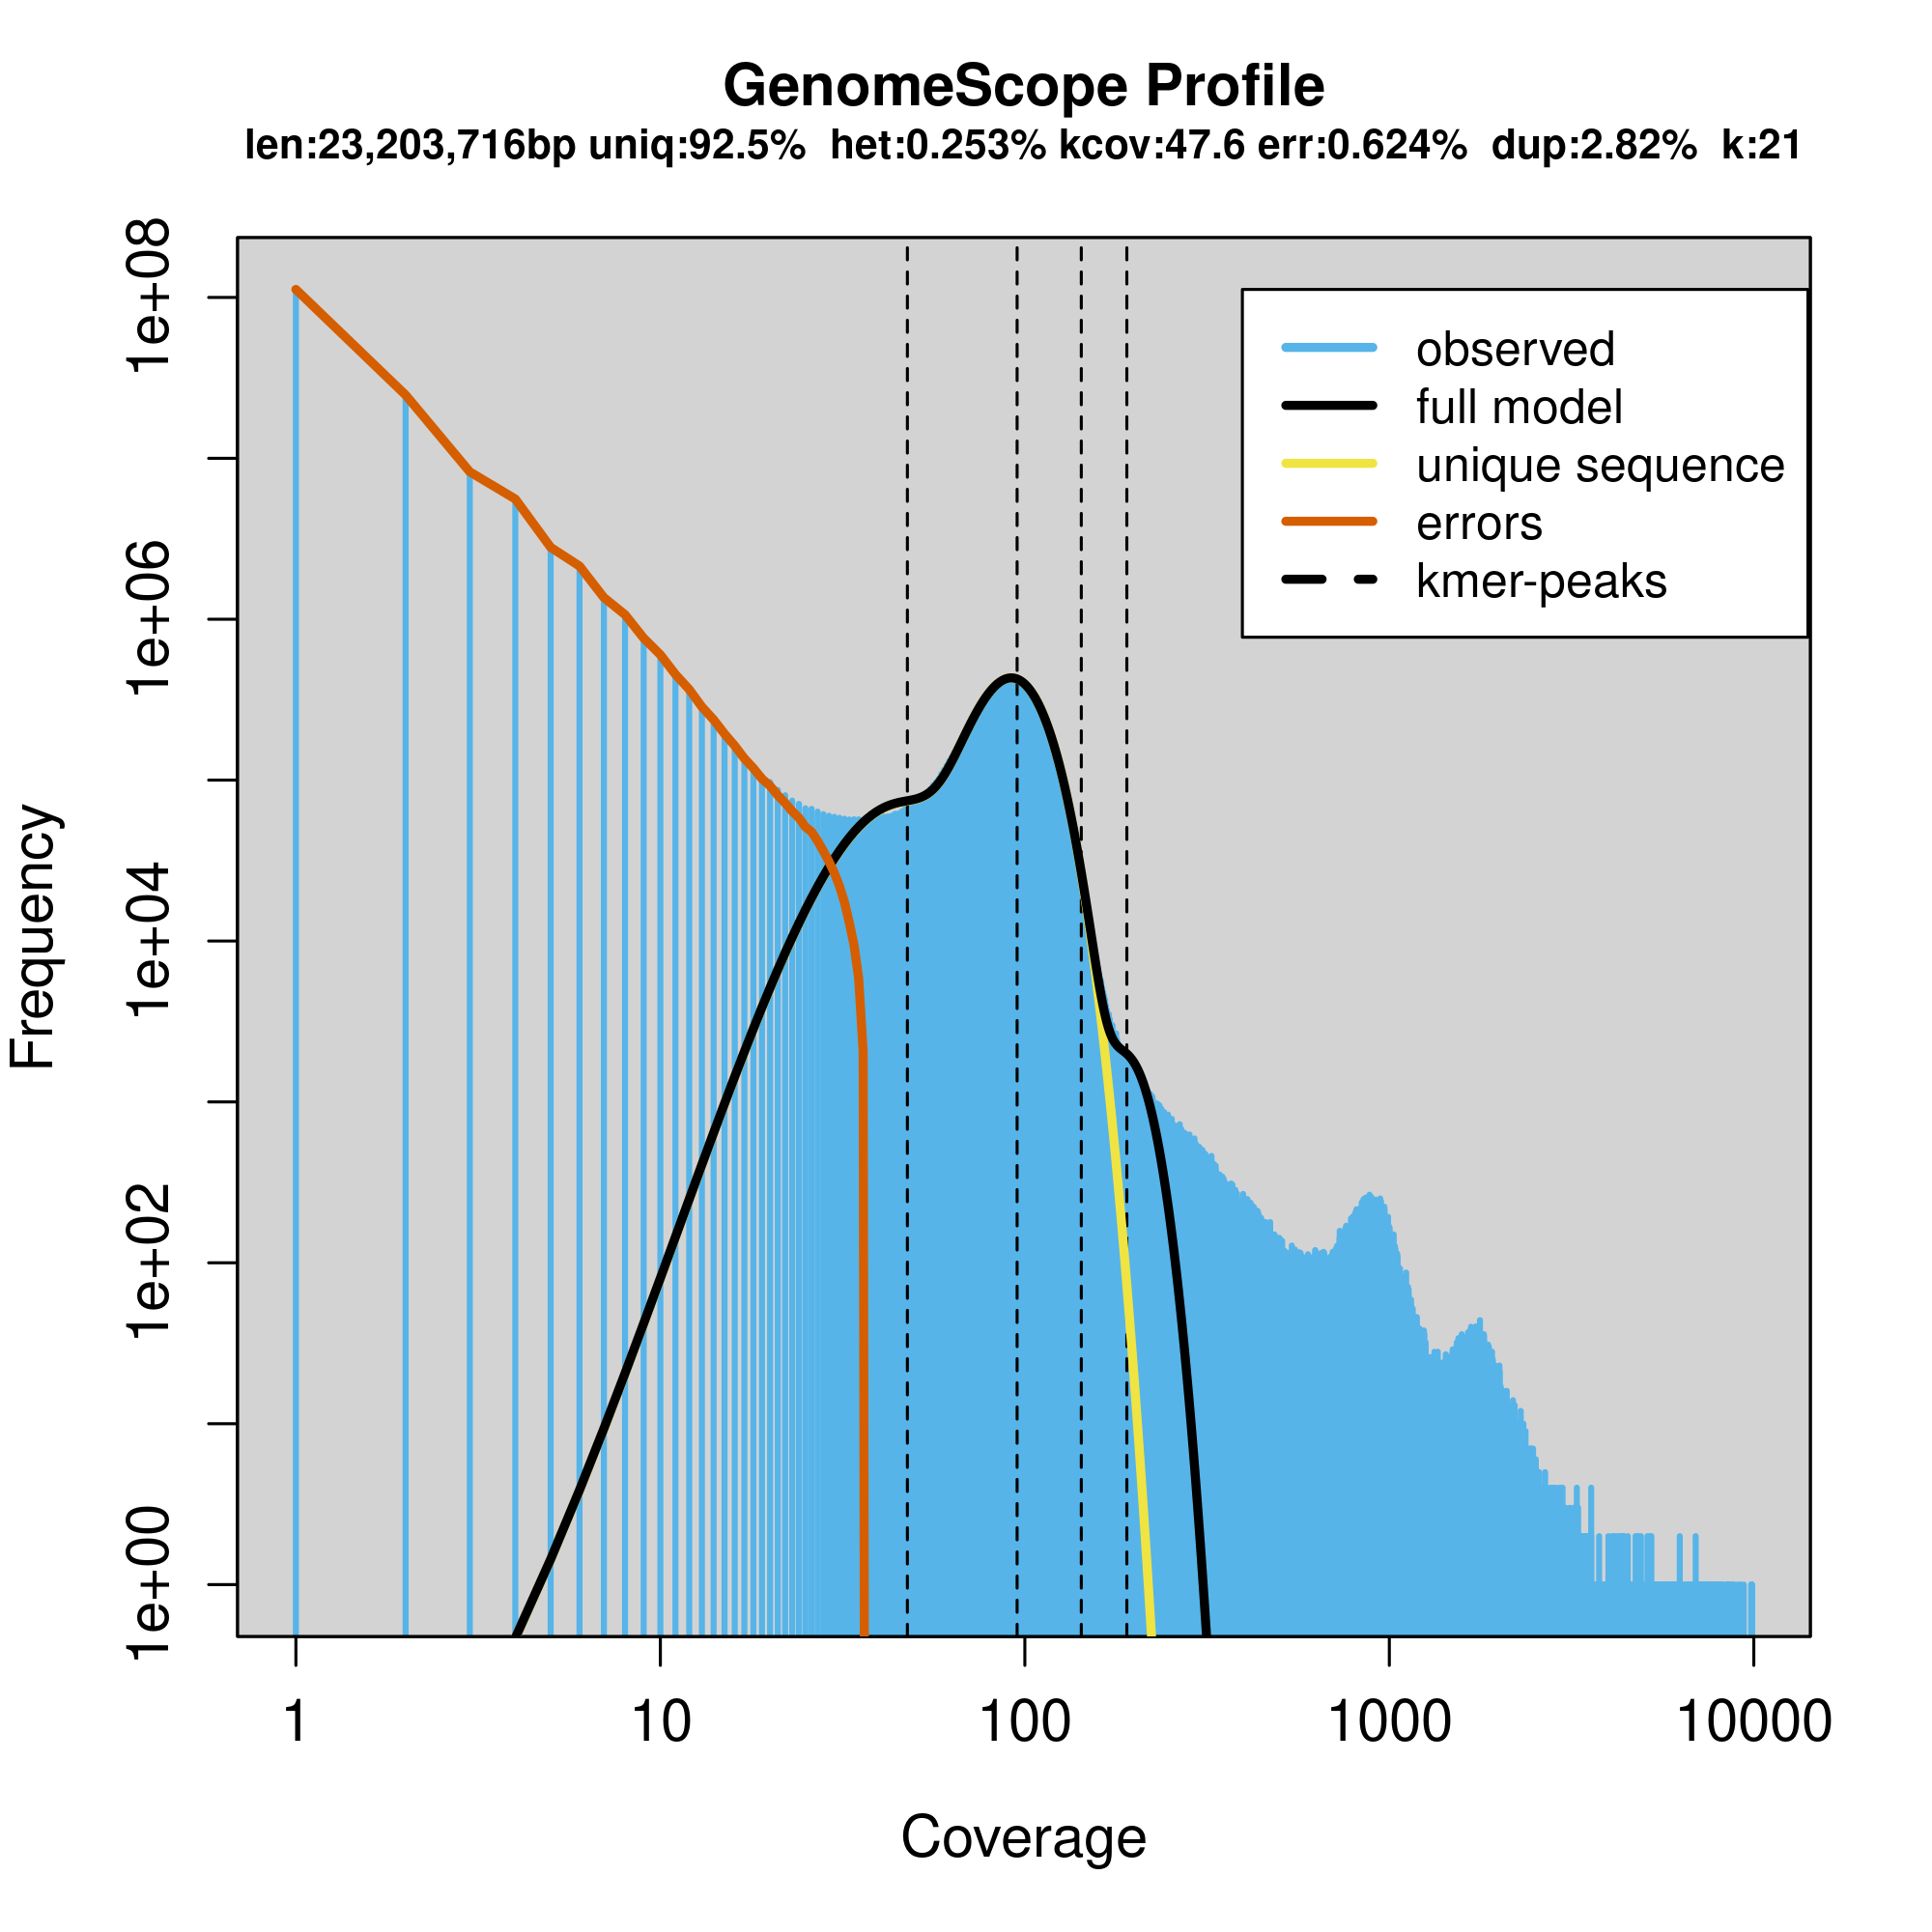 GenomeScope Profile
len:23,203,716bp uniq:92.5% het:0.253% kcov:47.6 err:0.624% dup:2.82% k:21
1e+08
1e+06
1e+04
1e+02
1e+00
Frequency
observed
full model
unique sequence
errors
kmer-peaks
1 10 100 1000 10000
Coverage